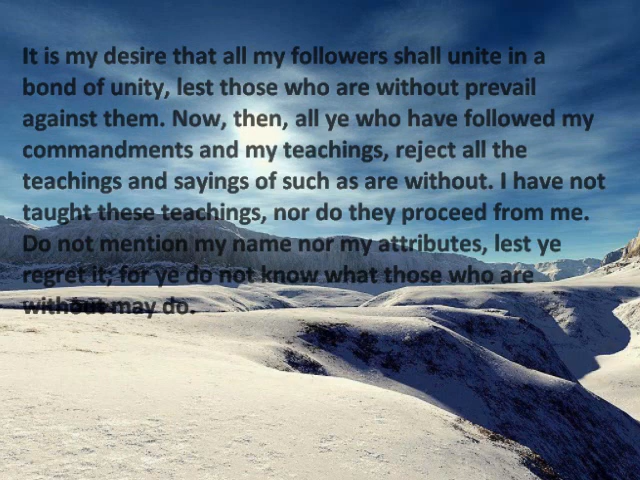 It is my desire that all my followers shall unite in a
bond of unity, lest those who are without prevail
against them. Now, then, all ye who have followed my
commandments and my teachings, reject all the
teachings and sayings of such as are without. I have not
taught these teachings, nor do they proceed from me.
Do not mention my name nor my attributes, lest ye
regret it; for ye do not know what those who are
without may do.